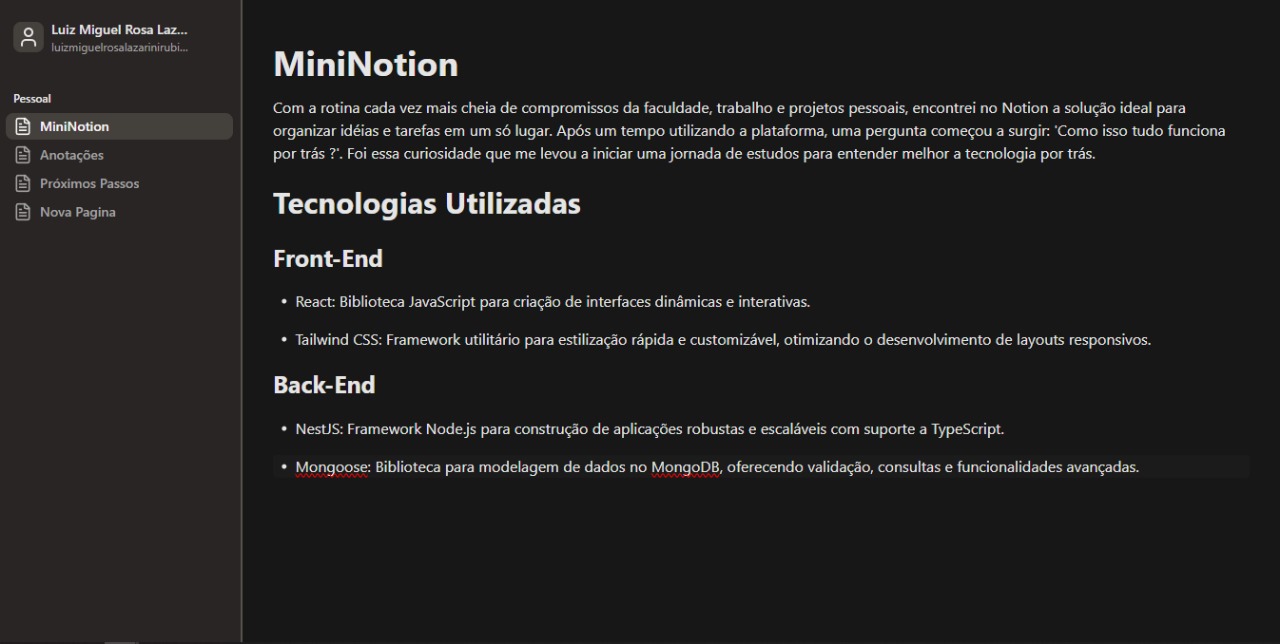 Luiz Miguel Rosa Laz...
luizmiguelrosalazarinirubi...
Pessoal
MiniNotion
Anotações
Próximos Passos
Nova Pagina
MiniNotion
Com a rotina cada vez mais cheia de compromissos da faculdade, trabalho e projetos pessoais, encontrei no Notion a solução ideal para
organizar idéias e tarefas em um só lugar. Após um tempo utilizando a plataforma, uma pergunta começou a surgir: 'Como isso tudo funciona
por trás ?'. Foi essa curiosidade que me levou a iniciar uma jornada de estudos para entender melhor a tecnologia por trás.
Tecnologias Utilizadas
Front-End
• React: Biblioteca JavaScript para criação de interfaces dinâmicas e interativas.
• Tailwind CSS: Framework utilitário para estilização rápida e customizável, otimizando o desenvolvimento de layouts responsivos.
Back-End
• NestJS: Framework Node.js para construção de aplicações robustas e escaláveis com suporte a TypeScript.
• Mongoose: Biblioteca para modelagem de dados no MongoDB, oferecendo validação, consultas e funcionalidades avançadas.